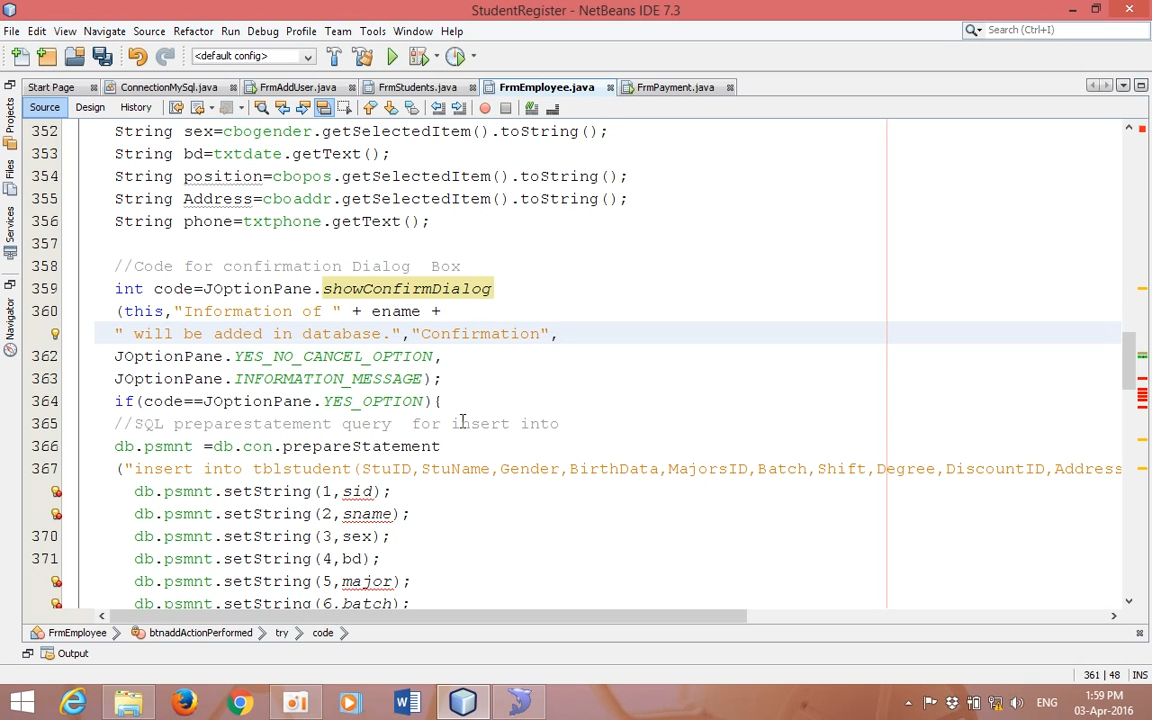 StudentRegister - NetBeans IDE 7.3
File Edit View Navigate Source Refactor Run Debug Profile Team Tools Window Help
Search (Ctrl+I)
<default config>
Start Page ConnectionMySql.java FrmAddUser.java FrmStudents.java FrmEmployee.java FrmPayment.java
Source Design History
Projects
Files
Services
Navigator
352 String sex=cbogender.getSelectedItem().toString();
353 String bd=txtdate.getText();
354 String position=cbopos.getSelectedItem().toString();
355 String Address=cboaddr.getSelectedItem().toString();
356 String phone=txtphone.getText();
357
358 //Code for confirmation Dialog  Box
359 int code=JOptionPane.showConfirmDialog
360 (this,"Information of " + ename +
" will be added in database.","Confirmation",
362 JOptionPane.YES_NO_CANCEL_OPTION,
363 JOptionPane.INFORMATION_MESSAGE);
364 if(code==JOptionPane.YES_OPTION){
365 //SQL preparestatement query  for insert into
366 db.psmnt =db.con.prepareStatement
367 ("insert into tblstudent(StuID,StuName,Gender,BirthData,MajorsID,Batch,Shift,Degree,DiscountID,Address
db.psmnt.setString(1,sid);
db.psmnt.setString(2,sname);
370 db.psmnt.setString(3,sex);
371 db.psmnt.setString(4,bd);
db.psmnt.setString(5,major);
db.psmnt.setString(6,batch);
FrmEmployee btnaddActionPerformed try code
Output
361 | 48 INS
ENG
1:59 PM
03-Apr-2016